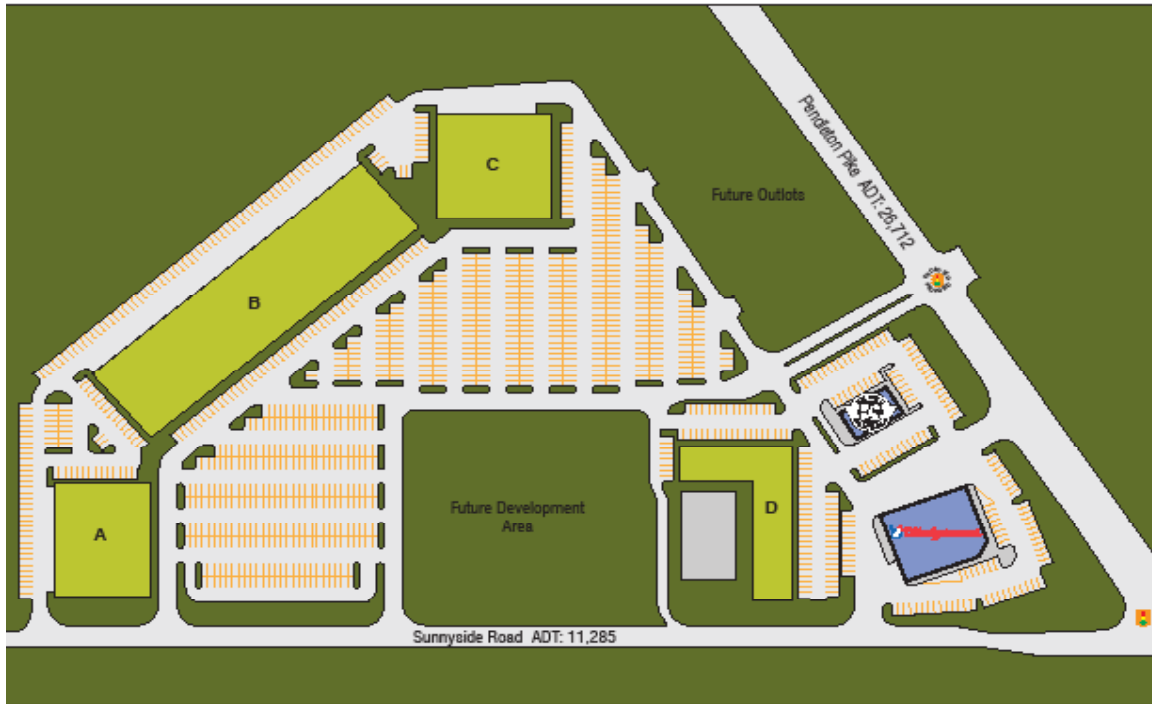 Pendleton Pike ADT: 26,712
C
Future Outlots
B
Future Development
Area
A
D
Sunnyside Road ADT: 11,285